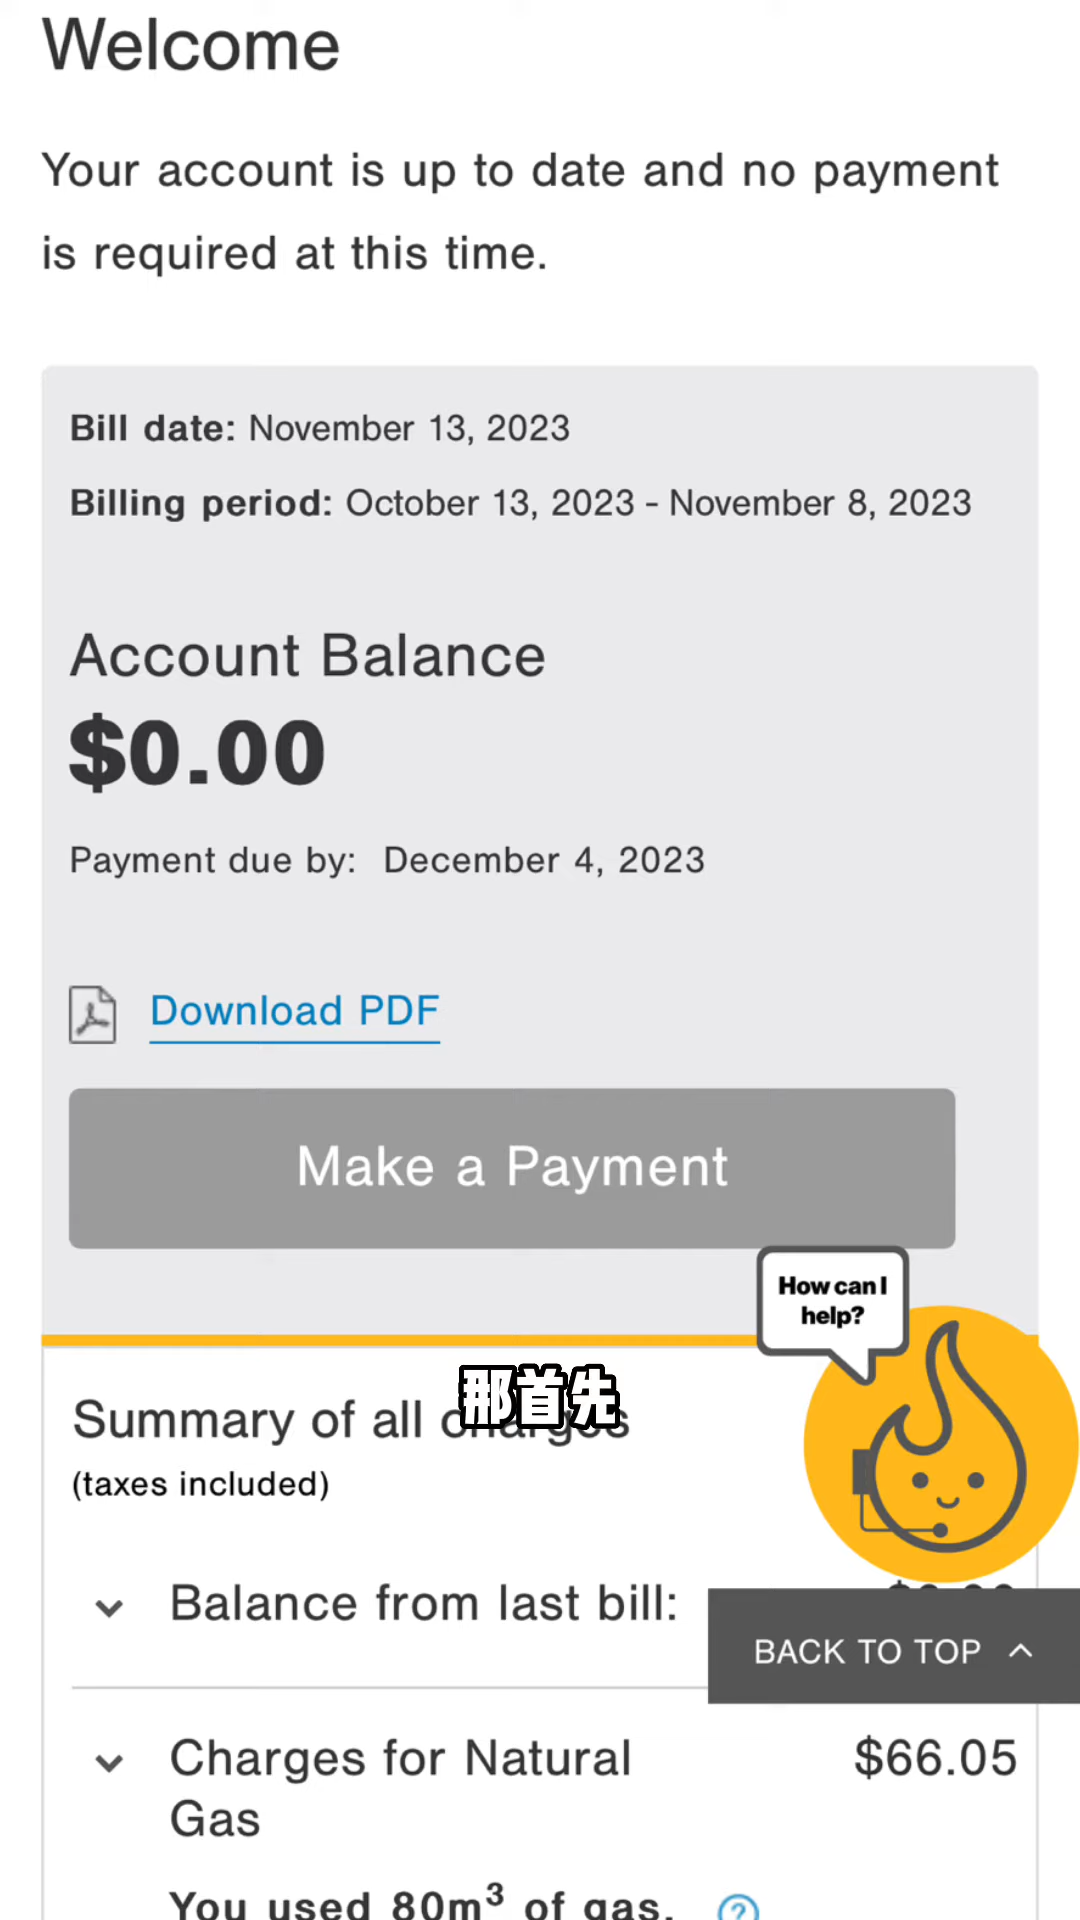 Welcome
Your account is up to date and no payment
is required at this time.
Bill date: November 13, 2023
Billing period: October 13, 2023 - November 8, 2023
Account Balance
$0.00
Payment due by: December 4, 2023
Download PDF
Make a Payment
How can I
help?
那首先
Summary of all charges
(taxes included)
Balance from last bill:
BACK TO TOP
Charges for Natural
Gas
$66.05
You used 80m³ of gas.